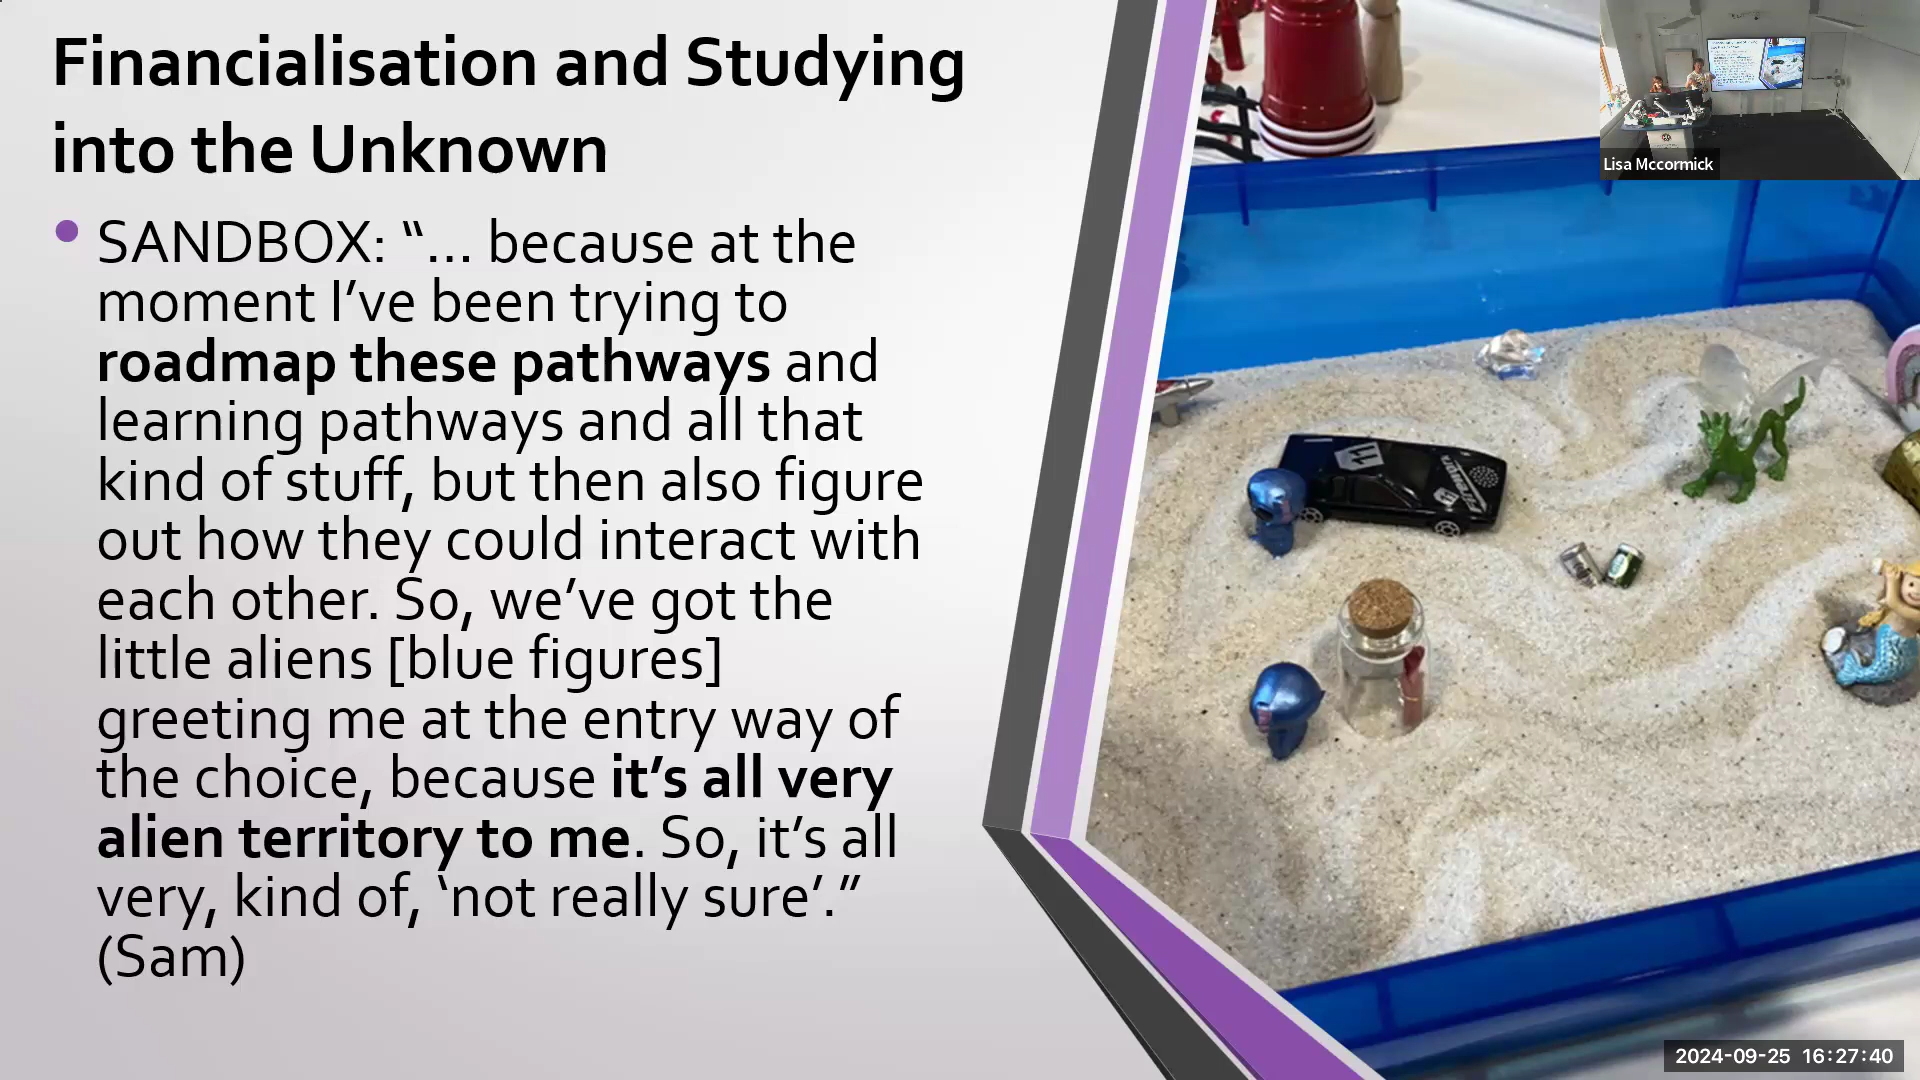 Financialisation and Studying
into the Unknown
SANDBOX: “… because at the
moment I’ve been trying to
roadmap these pathways and
learning pathways and all that
kind of stuff, but then also figure
out how they could interact with
each other. So, we’ve got the
little aliens [blue figures]
greeting me at the entry way of
the choice, because it’s all very
alien territory to me. So, it’s all
very, kind of, ‘not really sure’.”
(Sam)
Lisa Mccormick
11
2024-09-25 16:27:40